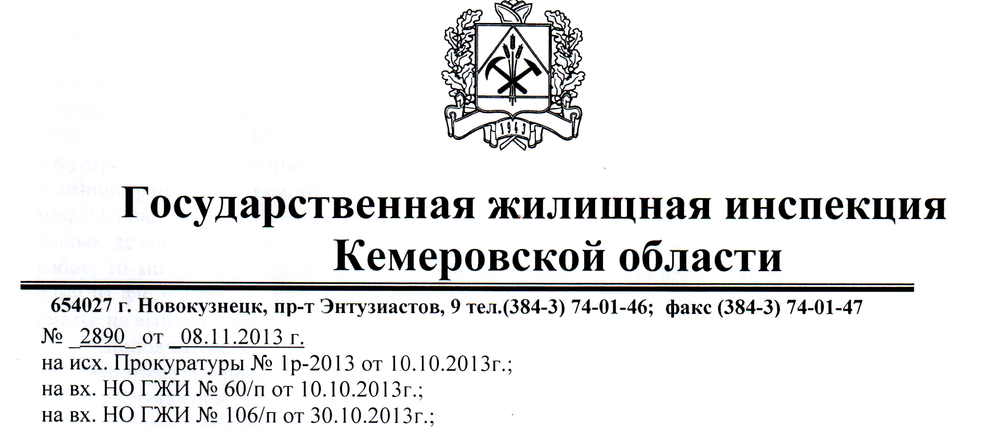 1943
Государственная жилищная инспекция
Кемеровской области
654027 г. Новокузнецк, пр-т Энтузиастов, 9 тел.(384-3) 74-01-46; факс (384-3) 74-01-47
№ _2890_ от _08.11.2013 г.
на исх. Прокуратуры № 1р-2013 от 10.10.2013г.;
на вх. НО ГЖИ № 60/п от 10.10.2013г.;
на вх. НО ГЖИ № 106/п от 30.10.2013г.;